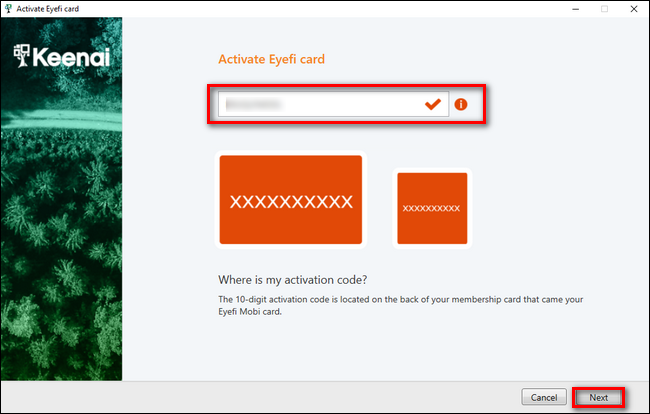 Activate Eyefi card
Keenai
Activate Eyefi card
XXXXXXXXXX
XXXXXXXXXX
Where is my activation code?
The 10-digit activation code is located on the back of your membership card that came your
Eyefi Mobi card.
Cancel
Next